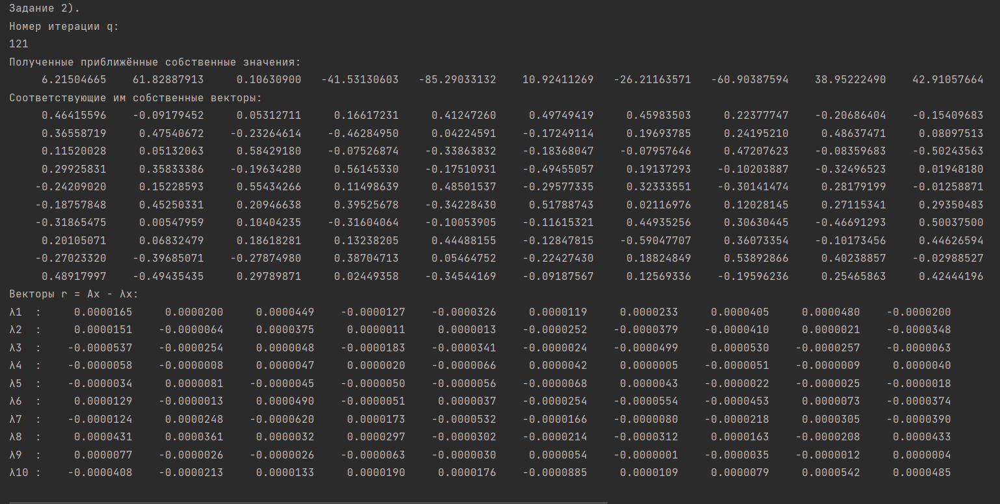 Задание 2).
Номер итерации q:
121
Полученные приближённые собственные значения:
6.21504665 61.82887913 0.10630900 -41.53130603 -85.29033132 10.92411269 -26.21163571 -60.90387594 38.95222490 42.91057664
Соответствующие им собственные векторы:
0.46415596 -0.09179452 0.05312711 0.16617231 0.41247260 0.49749419 0.45983503 0.22377747 -0.20686404 -0.15409683
0.36558719 0.47540672 -0.23264614 -0.46284950 0.04224591 -0.17249114 0.19693785 0.24195210 0.48637471 0.08097513
0.11520028 0.05132063 0.58429180 -0.07526874 -0.33863832 -0.18368047 -0.07957646 0.47207623 -0.08359683 -0.50243563
0.29925831 0.35833386 -0.19634280 0.56145330 -0.17510931 -0.49455057 0.19137293 -0.10203887 -0.32496523 0.01948180
-0.24209020 0.15228593 0.55434266 0.11498639 0.48501537 -0.29577335 0.32333551 -0.30141474 0.28179199 -0.01258871
-0.18757848 0.45250331 0.20946638 0.39525678 -0.34228430 0.51788743 0.02116976 0.12028145 0.27115341 0.29350483
-0.31865475 0.00547959 0.10404235 -0.31604064 -0.10053905 -0.11615321 0.44935256 0.30630445 -0.46691293 0.50037500
0.20105071 0.06832479 0.18618281 0.13238205 0.44488155 -0.12847815 -0.59047707 0.36073354 -0.10173456 0.44626594
-0.27023320 -0.39685071 -0.27874980 0.38704713 0.05464752 -0.22427430 0.18824849 0.53892866 0.40238857 -0.02988527
0.48917997 -0.49435435 0.29789871 0.02449358 -0.34544169 -0.09187567 0.12569336 -0.19596236 0.25465863 0.42444196
Векторы r = Ax - λx:
λ1 : 0.0000165 0.0000200 0.0000449 -0.0000127 -0.0000326 0.0000119 0.0000233 0.0000405 0.0000480 -0.0000200
λ2 : 0.0000151 -0.0000064 0.0000375 0.0000011 0.0000013 -0.0000252 -0.0000379 -0.0000410 0.0000021 -0.0000348
λ3 : -0.0000537 -0.0000254 0.0000048 -0.0000183 -0.0000341 -0.0000024 -0.0000499 0.0000530 -0.0000257 -0.0000063
λ4 : -0.0000058 -0.0000008 0.0000047 0.0000020 -0.0000066 0.0000042 0.0000005 -0.0000051 -0.0000009 0.0000040
λ5 : -0.0000034 0.0000081 -0.0000045 -0.0000050 -0.0000056 -0.0000068 0.0000043 -0.0000022 -0.0000025 -0.0000018
λ6 : 0.0000129 -0.0000013 0.0000490 -0.0000051 0.0000037 -0.0000254 -0.0000554 -0.0000453 0.0000073 -0.0000374
λ7 : -0.0000124 0.0000248 -0.0000620 0.0000173 -0.0000532 -0.0000166 -0.0000080 -0.0000218 0.0000305 -0.0000390
λ8 : 0.0000431 0.0000361 0.0000032 0.0000297 -0.0000302 -0.0000214 -0.0000312 0.0000163 -0.0000208 0.0000433
λ9 : 0.0000077 -0.0000026 -0.0000026 -0.0000063 -0.0000030 0.0000054 -0.0000001 -0.0000035 -0.0000012 0.0000004
λ10 : -0.0000408 -0.0000213 0.0000133 0.0000190 0.0000176 -0.0000885 0.0000109 0.0000079 0.0000542 0.0000485